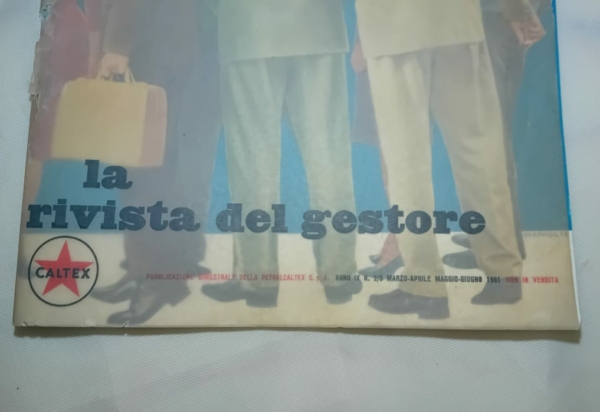 la
rivista del gestore
CALTEX
PUBBLICAZIONE BIMESTRALE DELLA PETROLCALTEX S.p.A. ANNO IX N. 2/3 MARZO-APRILE MAGGIO-GIUGNO 1961 NON IN VENDITA